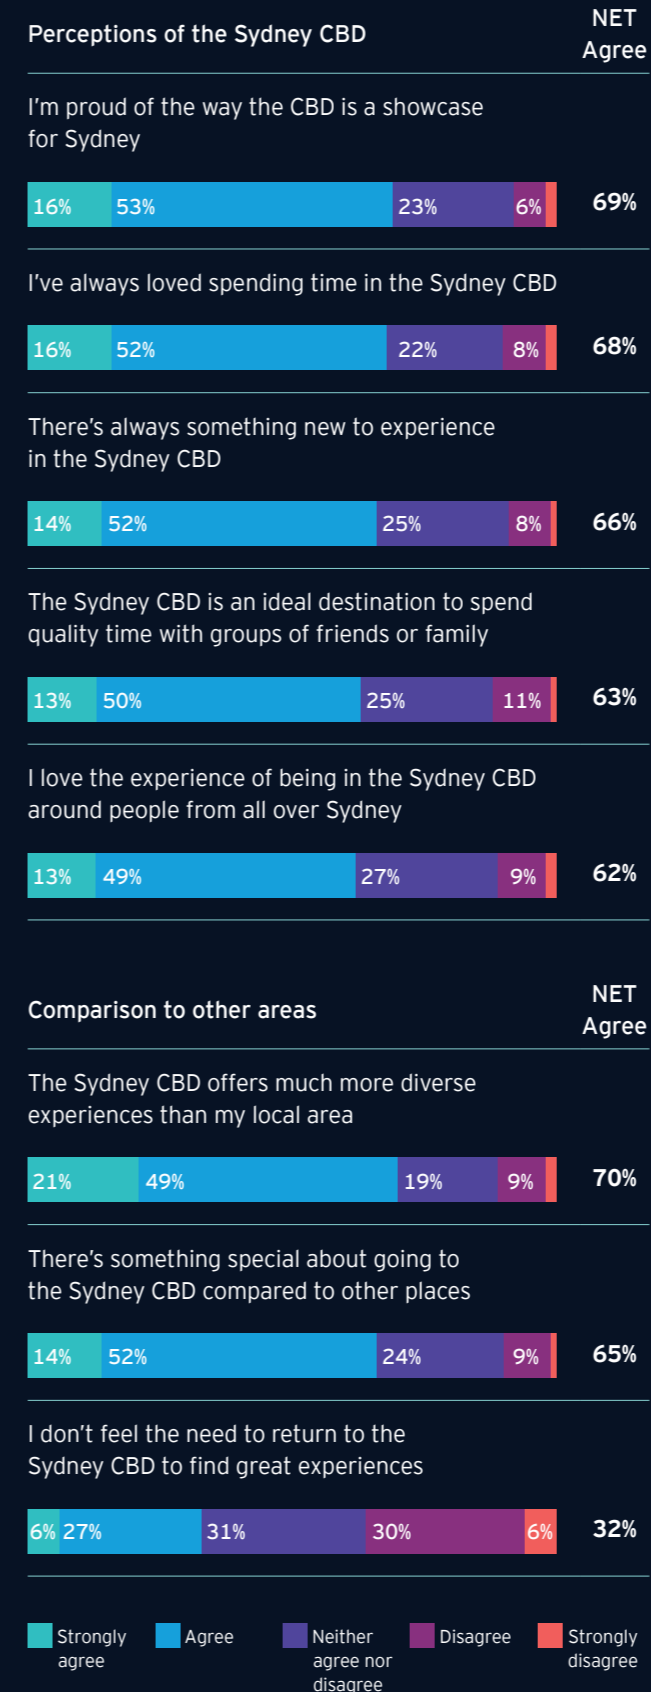 Perceptions of the Sydney CBD
NET
Agree
I'm proud of the way the CBD is a showcase
for Sydney
16% 53% 23% 6% 69%
I've always loved spending time in the Sydney CBD
16% 52% 22% 8% 68%
There's always something new to experience
in the Sydney CBD
14% 52% 25% 8% 66%
The Sydney CBD is an ideal destination to spend
quality time with groups of friends or family
13% 50% 25% 11% 63%
I love the experience of being in the Sydney CBD
around people from all over Sydney
13% 49% 27% 9% 62%
Comparison to other areas
NET
Agree
The Sydney CBD offers much more diverse
experiences than my local area
21% 49% 19% 9% 70%
There's something special about going to
the Sydney CBD compared to other places
14% 52% 24% 9% 65%
I don't feel the need to return to the
Sydney CBD to find great experiences
6% 27% 31% 30% 6% 32%
Strongly
agree
Agree
Neither
agree nor
disagree
Disagree
Strongly
disagree